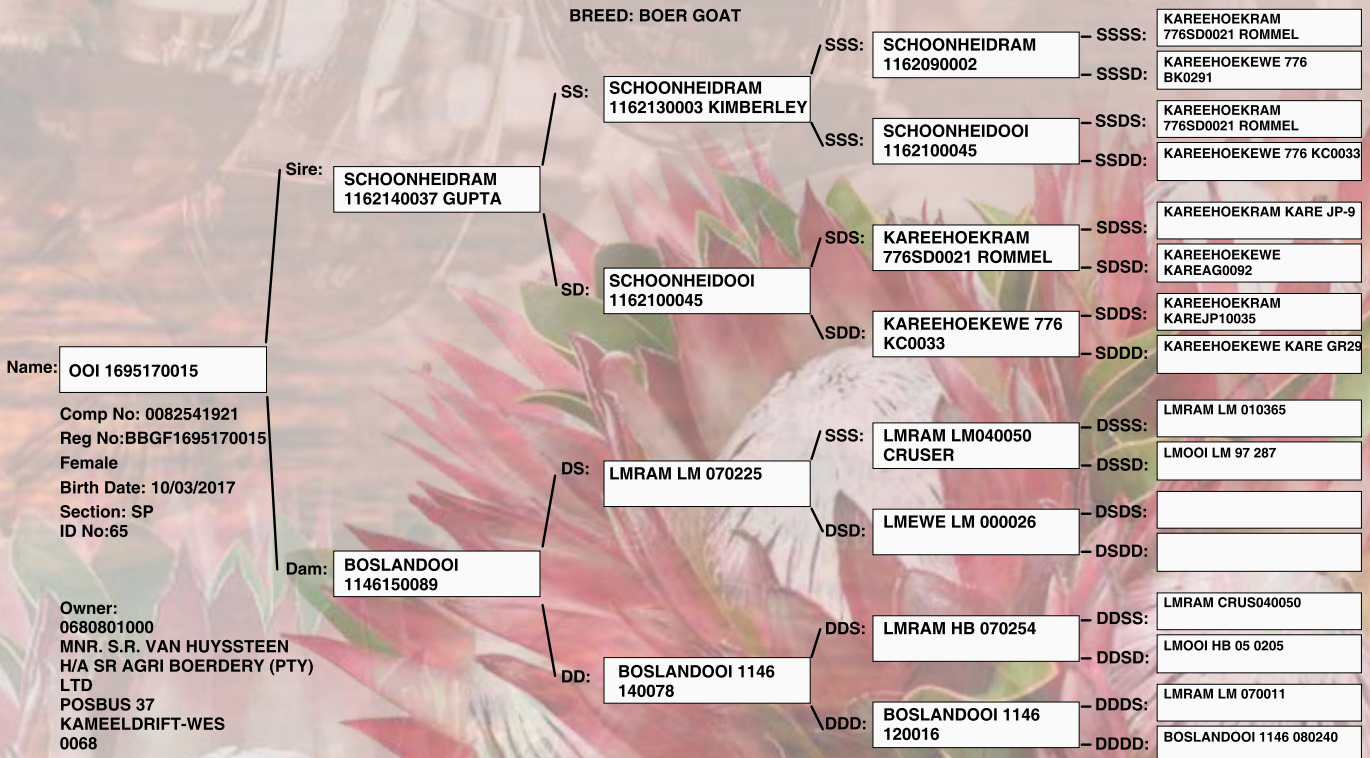 BREED: BOER GOAT
Name:
OOI 1695170015
Comp No: 0082541921
Reg No:BBGF1695170015
Female
Birth Date: 10/03/2017
Section: SP
ID No:65
Owner:
0680801000
MNR. S.R. VAN HUYSSTEEN
H/A SR AGRI BOERDERY (PTY)
LTD
POSBUS 37
KAMEELDRIFT-WES
0068
Sire:
SCHOONHEIDRAM
1162140037 GUPTA
Dam:
BOSLANDOOI
1146150089
SS:
SCHOONHEIDRAM
1162130003 KIMBERLEY
SD:
SCHOONHEIDOOI
1162100045
DS:
LMRAM LM 070225
DD:
BOSLANDOOI 1146
140078
SSS:
SCHOONHEIDRAM
1162090002
SSS:
SCHOONHEIDOOI
1162100045
SDS:
KAREEHOEKRAM
776SD0021 ROMMEL
SDD:
KAREEHOEKEWE 776
KC0033
SSS:
LMRAM LM040050
CRUSER
DSD:
LMEWE LM 000026
DDS:
LMRAM HB 070254
DDD:
BOSLANDOOI 1146
120016
SSSS:
KAREEHOEKRAM
776SD0021 ROMMEL
SSSD:
KAREEHOEKEWE 776
BK0291
SSDS:
KAREEHOEKRAM
776SD0021 ROMMEL
SSDD:
KAREEHOEKEWE 776 KC0033
SDSS:
KAREEHOEKRAM KARE JP-9
SDSD:
KAREEHOEKEWE
KAREAG0092
SDDS:
KAREEHOEKRAM
KAREJP10035
SDDD:
KAREEHOEKEWE KARE GR29
DSSS:
LMRAM LM 010365
DSSD:
LMOOI LM 97 287
DSDS:
DSDD:
DDSS:
LMRAM CRUS040050
DDSD:
LMOOI HB 05 0205
DDDS:
LMRAM LM 070011
DDDD:
BOSLANDOOI 1146 080240